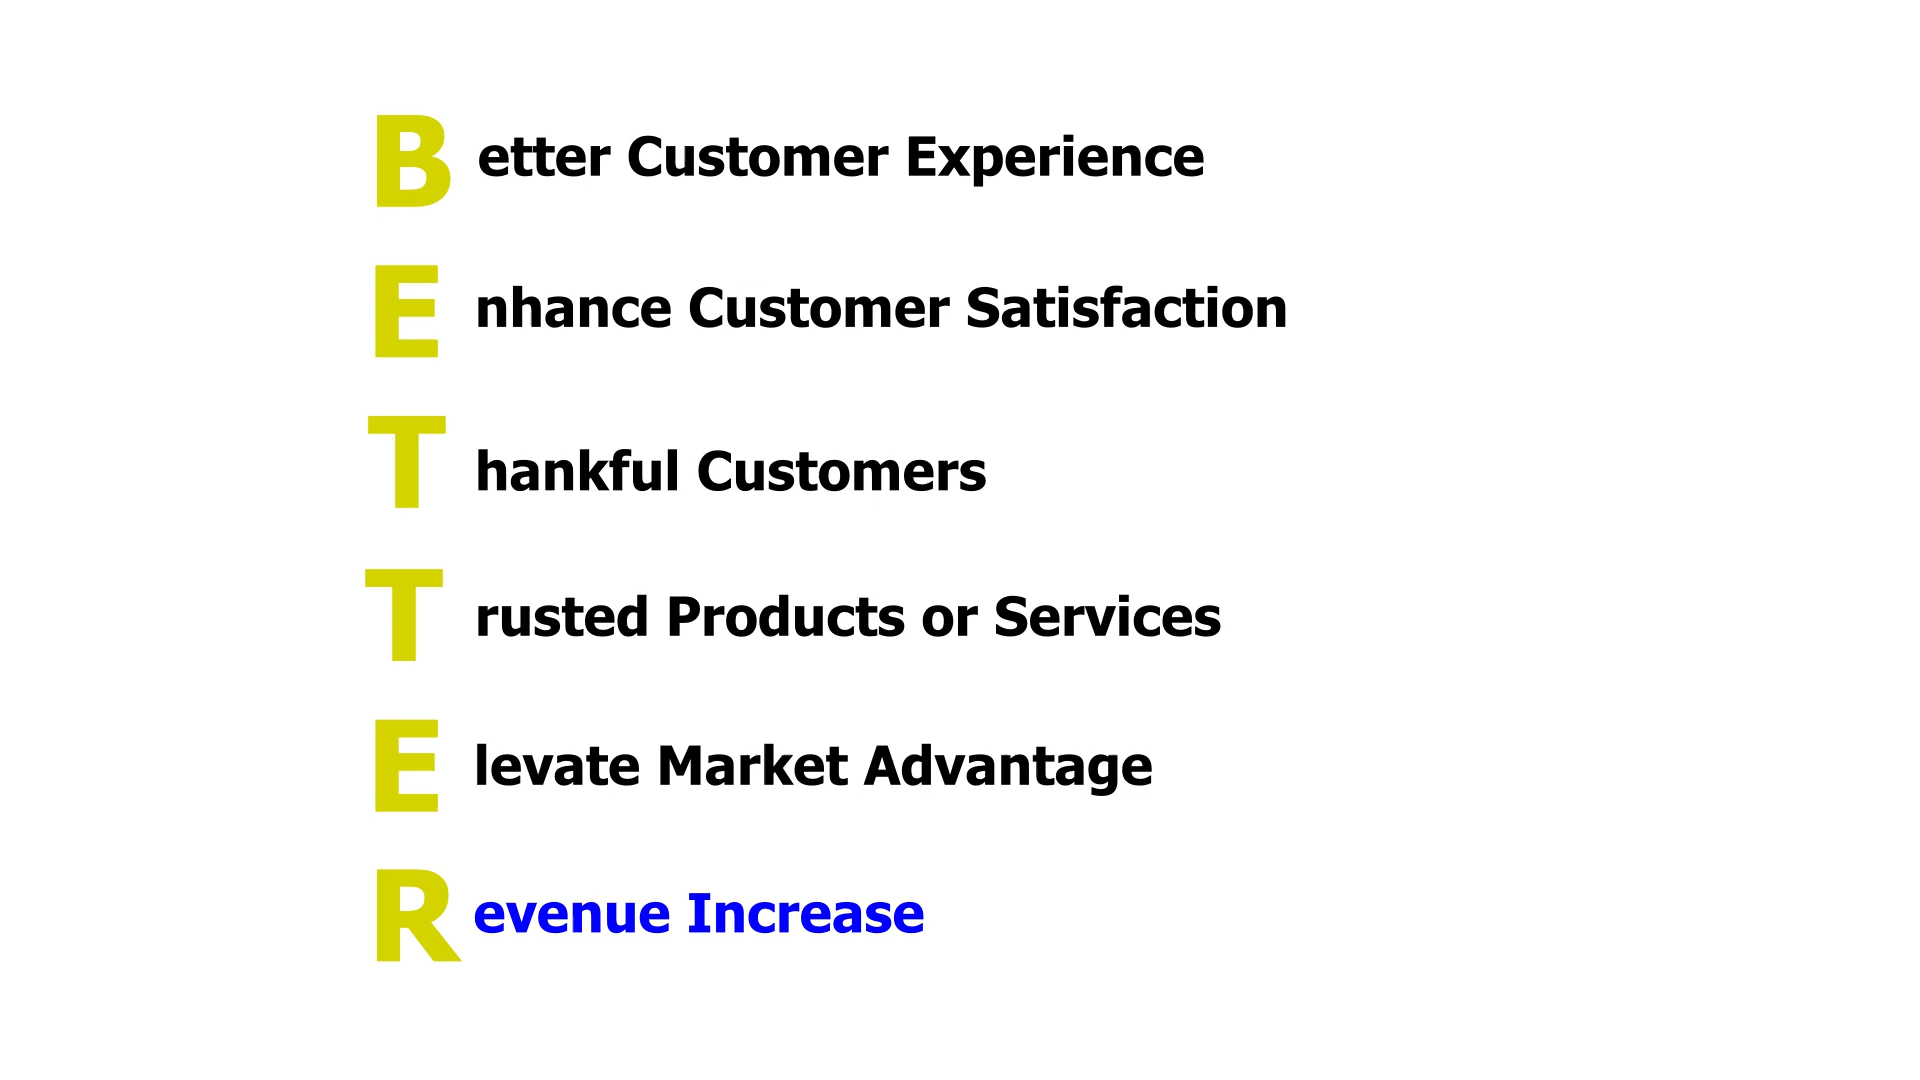 Better Customer Experience
Enhance Customer Satisfaction
Thankful Customers
Trusted Products or Services
Elevate Market Advantage
Revenue Increase